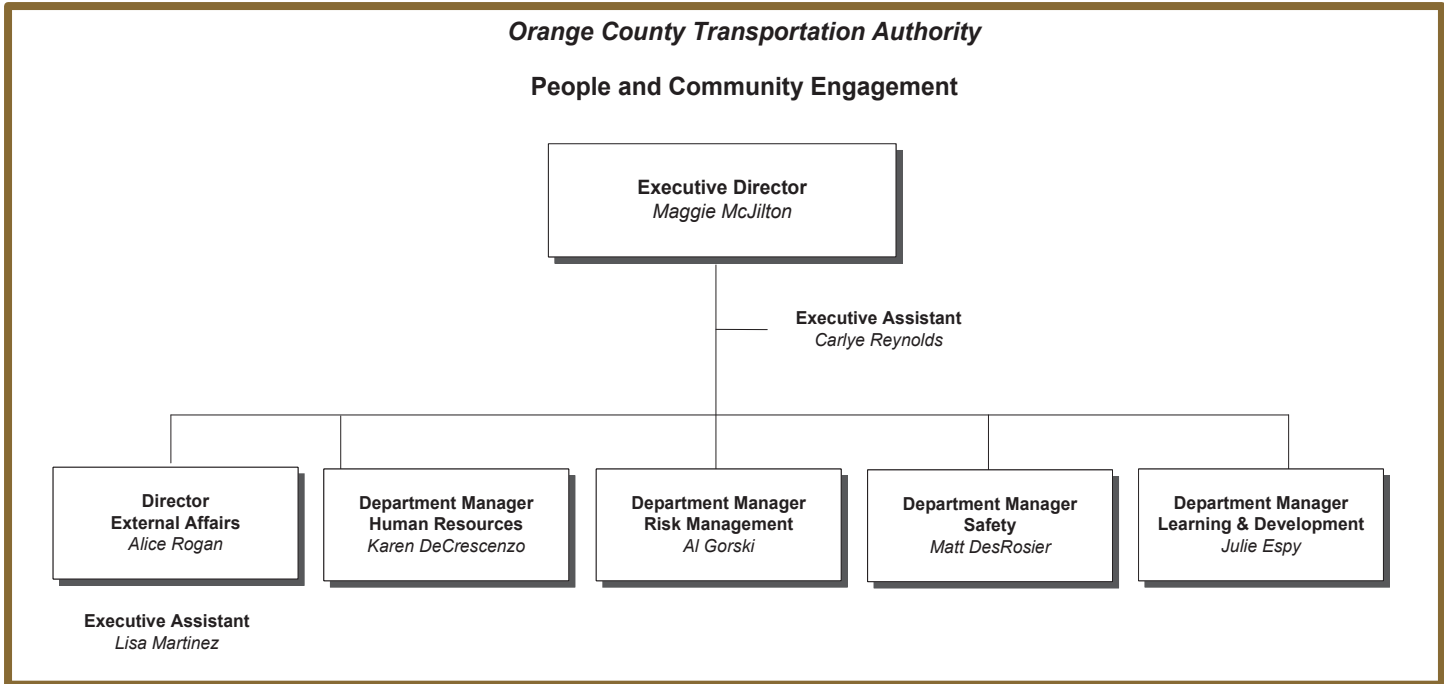 Orange County Transportation Authority
People and Community Engagement
Executive Director
Maggie McJilton
Executive Assistant
Carlye Reynolds
Director
External Affairs
Alice Rogan
Department Manager
Human Resources
Karen DeCrescenzo
Department Manager
Risk Management
Al Gorski
Department Manager
Safety
Matt DesRosier
Department Manager
Learning & Development
Julie Espy
Executive Assistant
Lisa Martinez